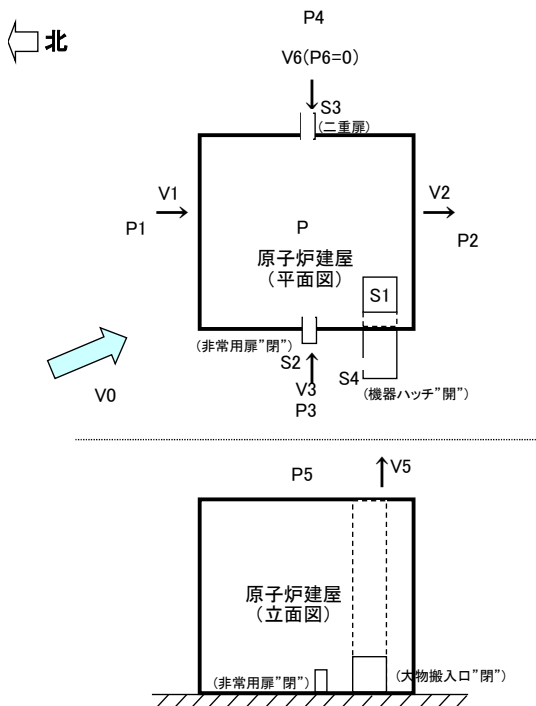 P4
北
V6(P6=0)
S3
(二重扉)
V1
V2
P1
P
P2
原子炉建屋
(平面図)
S1
(非常用扉”閉”)
S2
S4
(機器ハッチ”開”)
V3
V0
P3
P5
V5
原子炉建屋
(立面図)
(非常用扉”閉”)
(大物搬入口”閉”)